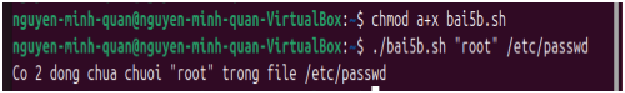 nguyen-minh-quan@nguyen-minh-quan-VirtualBox:~$ chmod a+x bai5b.sh
nguyen-minh-quan@nguyen-minh-quan-VirtualBox:~$ ./bai5b.sh "root" /etc/passwd
Co 2 dong chua chuoi "root" trong file /etc/passwd